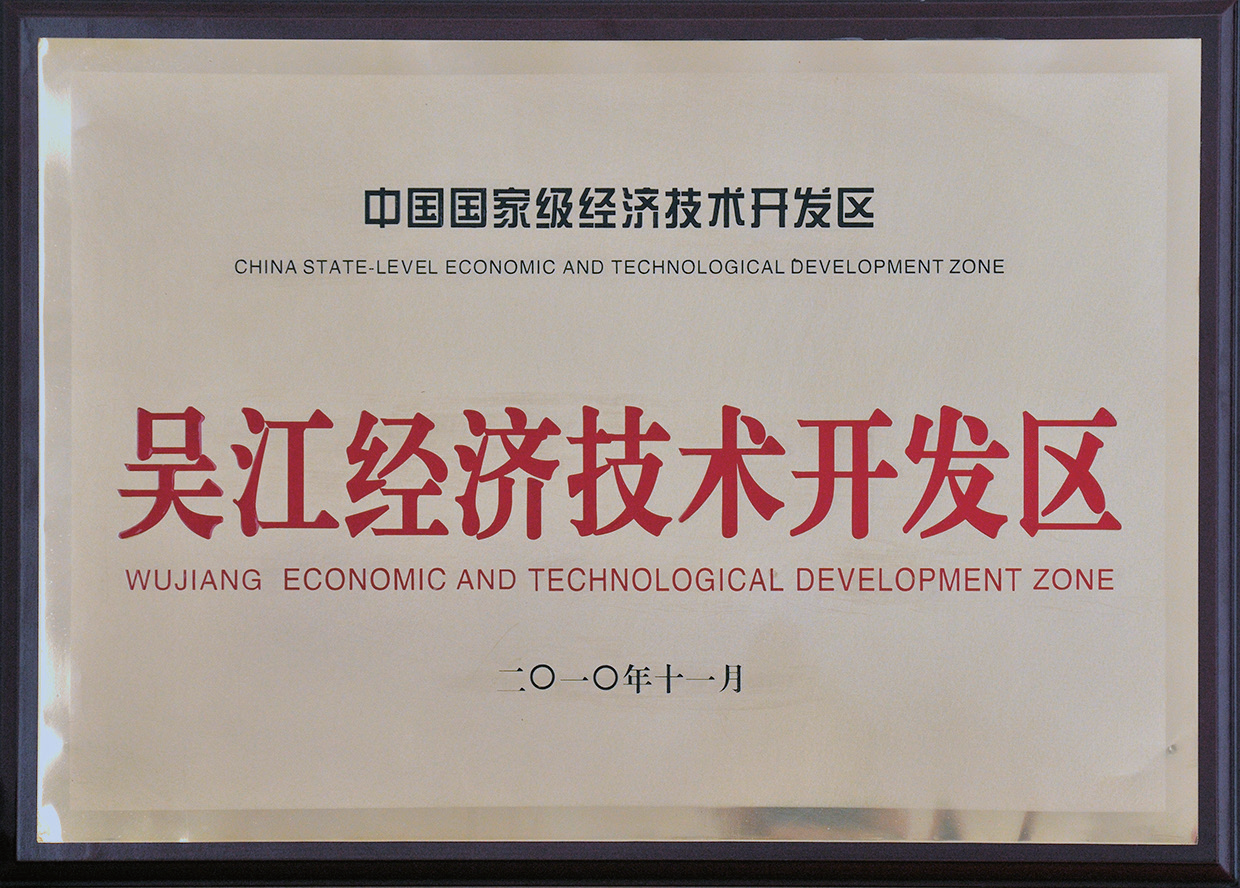 中国国家级经济技术开发区
CHINA STATE-LEVEL ECONOMIC AND TECHNOLOGICAL DEVELOPMENT ZONE
吴江经济技术开发区
WUJIANG ECONOMIC AND TECHNOLOGICAL DEVELOPMENT ZONE
二〇一〇年十一月